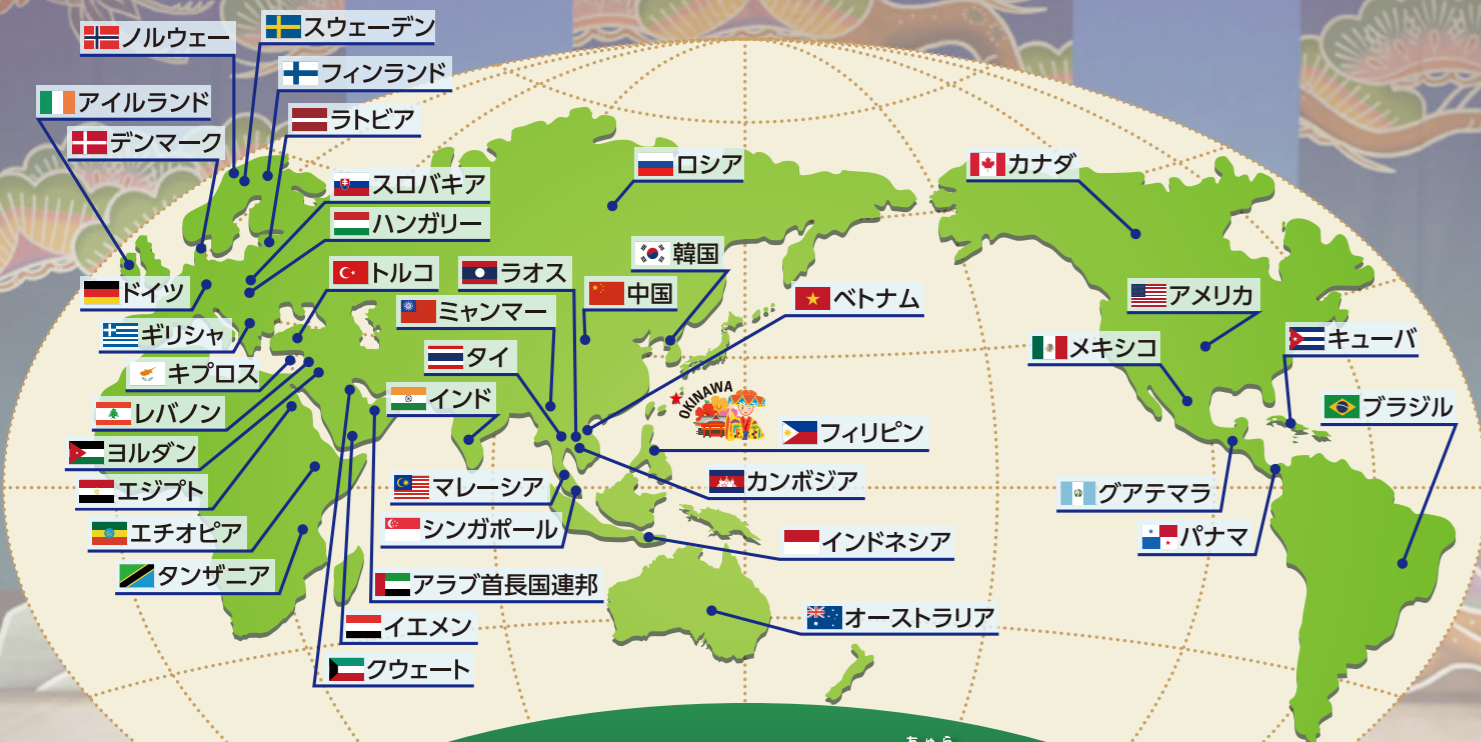 ノルウェー
スウェーデン
フィンランド
アイルランド
デンマーク
ラトビア
スロバキア
ハンガリー
ロシア
カナダ
韓国
トルコ
ラオス
中国
ベトナム
ドイツ
ミャンマー
アメリカ
ギリシャ
タイ
メキシコ
キューバ
キプロス
インド
OKINAWA
レバノン
ブラジル
フィリピン
ヨルダン
マレーシア
カンボジア
エジプト
グアテマラ
エチオピア
シンガポール
インドネシア
パナマ
タンザニア
アラブ首長国連邦
イエメン
オーストラリア
クウェート
ちゅら